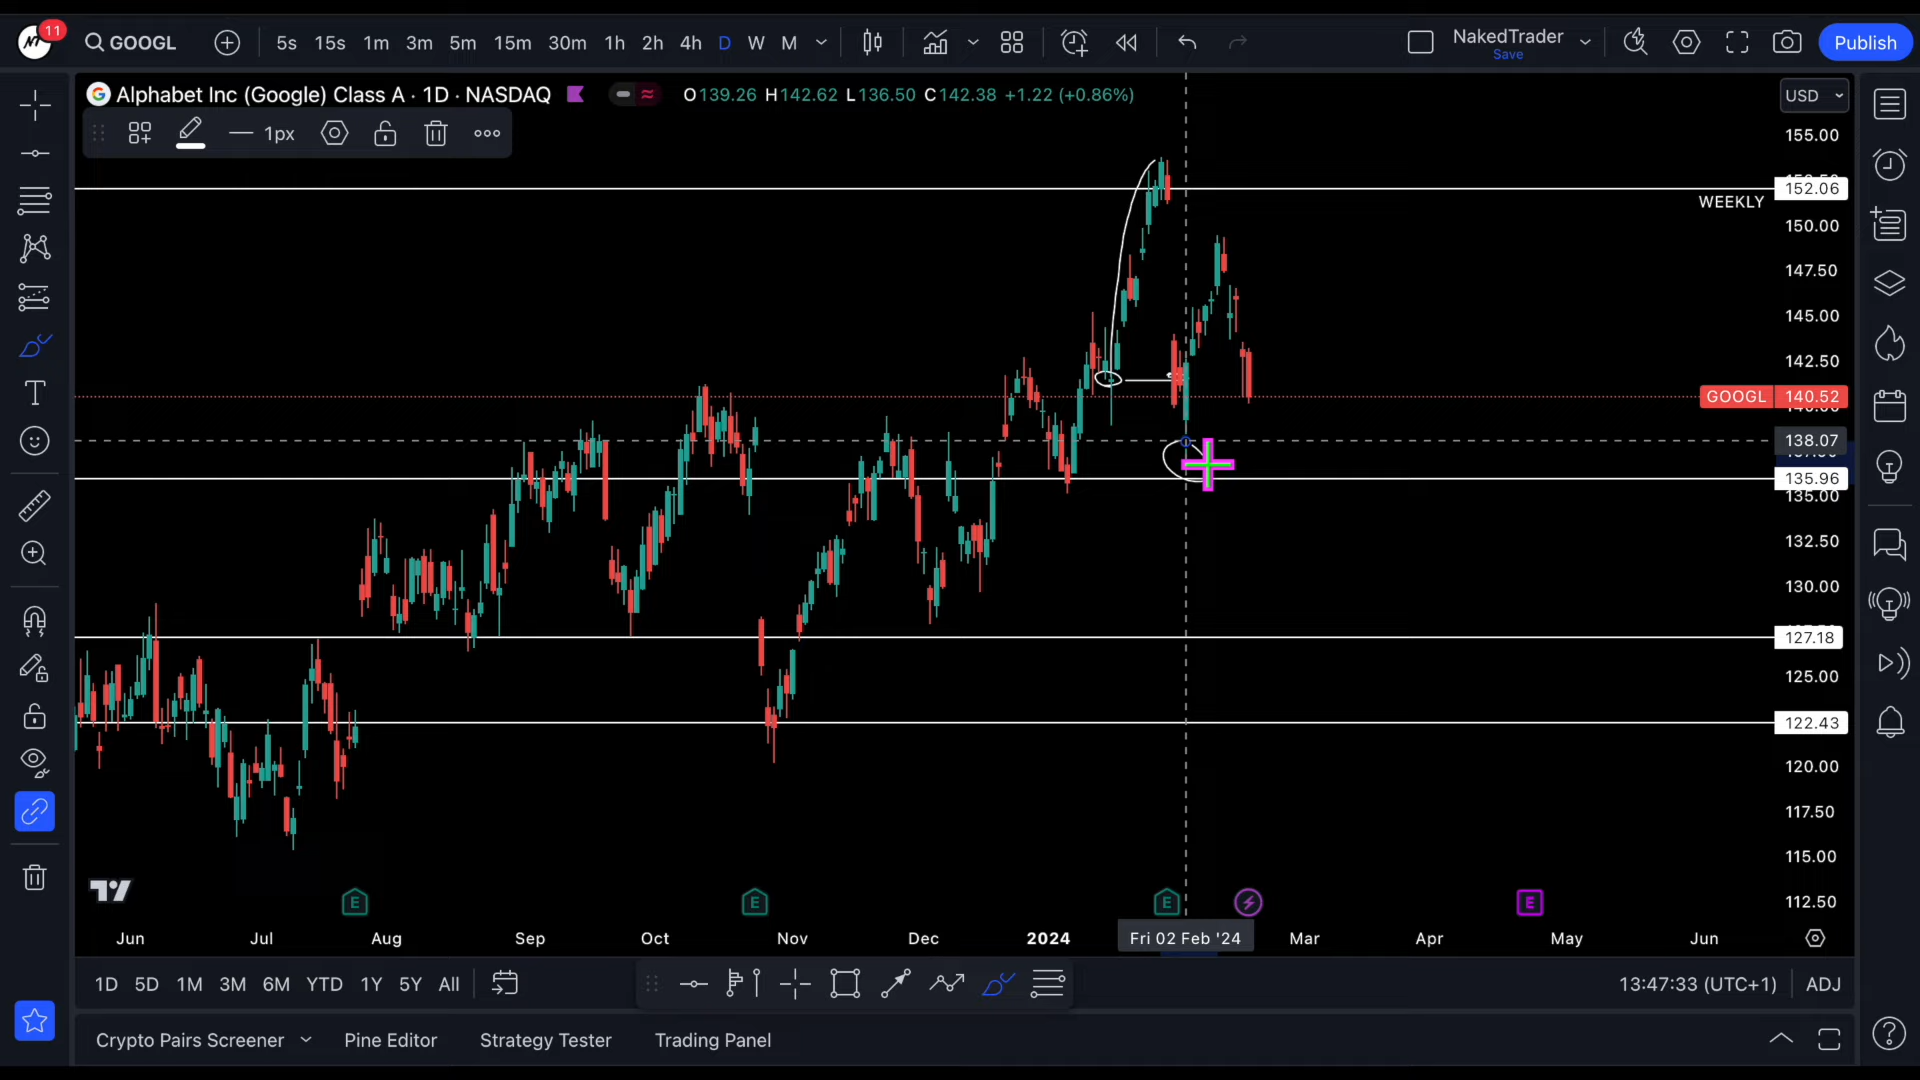 11
GOOGL 5s 15s 1m 3m 5m 15m 30m 1h 2h 4h D W M NakedTrader Save Publish
Alphabet Inc (Google) Class A · 1D · NASDAQ O139.26 H142.62 L136.50 C142.38 +1.22 (+0.86%)
USD
1px
155.00
152.06
WEEKLY
150.00
147.50
145.00
142.50
GOOGL 140.52
138.07
135.96
135.00
132.50
130.00
127.18
125.00
122.43
120.00
117.50
115.00
112.50
E E E E
Jun Jul Aug Sep Oct Nov Dec 2024 Fri 02 Feb '24 Mar Apr May Jun
1D 5D 1M 3M 6M YTD 1Y 5Y All 13:47:33 (UTC+1) ADJ
Crypto Pairs Screener Pine Editor Strategy Tester Trading Panel